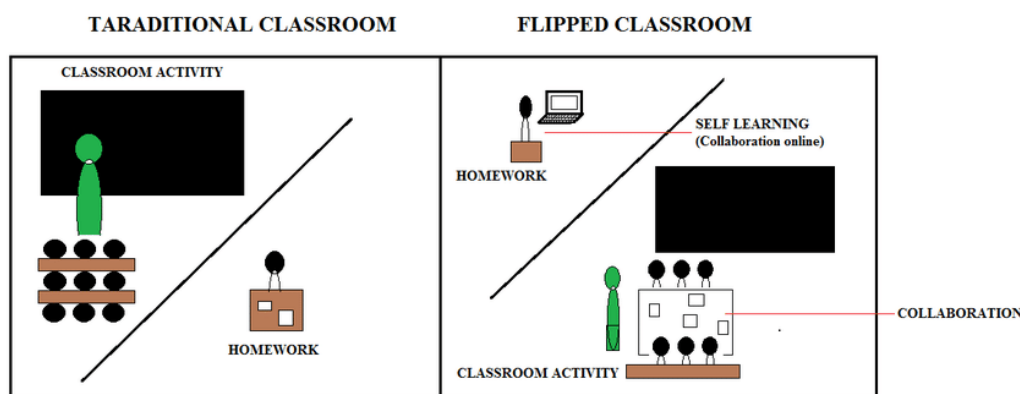 TARADITIONAL CLASSROOM
FLIPPED CLASSROOM
CLASSROOM ACTIVITY
HOMEWORK
HOMEWORK
SELF LEARNING
(Collaboration online)
COLLABORATION
CLASSROOM ACTIVITY